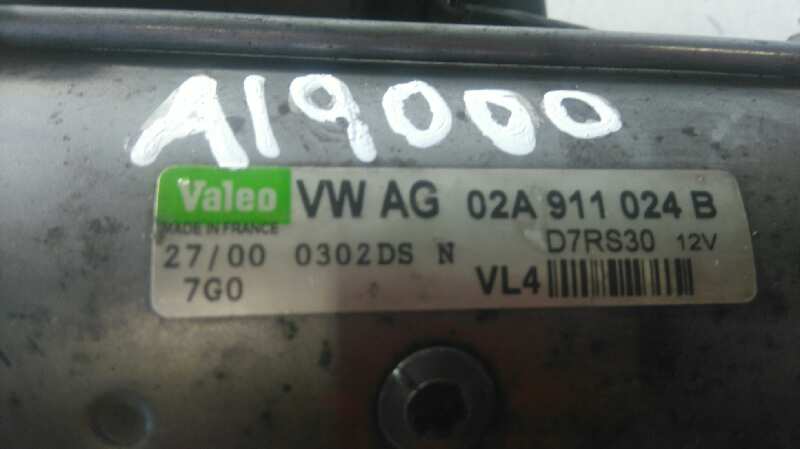 A19000
Valeo VW AG 02A 911 024 B
MADE IN FRANCE D7RS30 12V
27/00 0302DS N
7G0 VL4